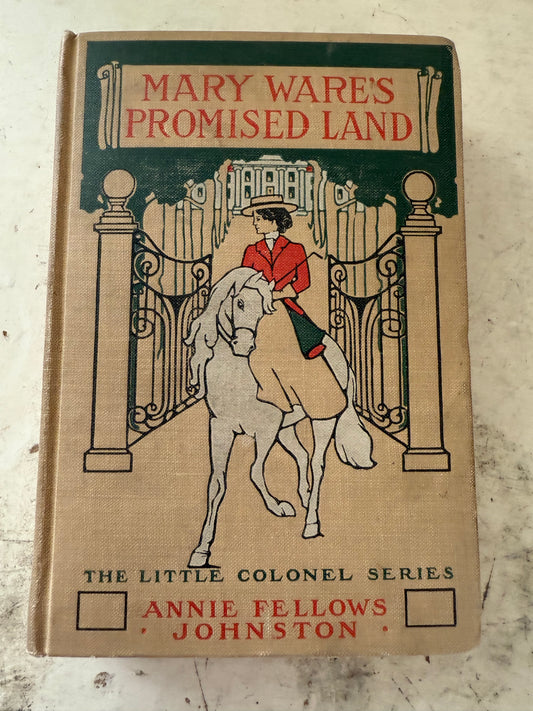 MARY WARE'S
PROMISED LAND
THE LITTLE COLONEL SERIES
ANNIE FELLOWS
· JOHNSTON ·